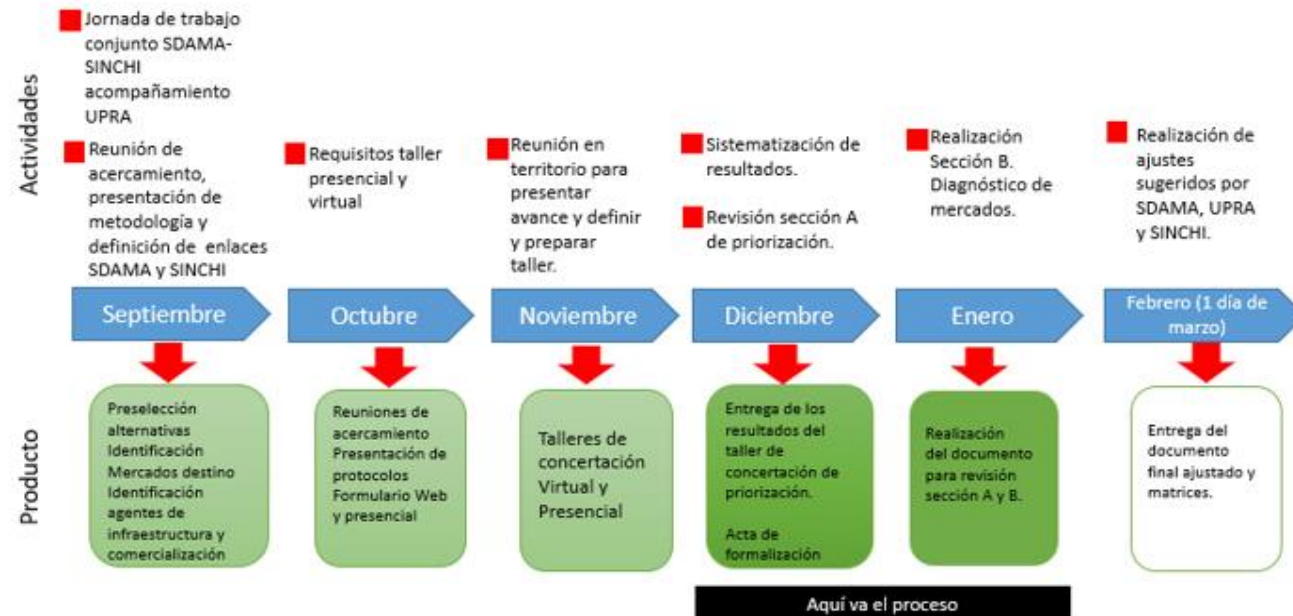 Actividades
Jornada de trabajo
conjunto SDAMA-
SINCHI
acompañamiento
UPRA
Reunión de
acercamiento,
presentación de
metodología y
definición de enlaces
SDAMA y SINCHI
Requisitos taller
presencial y
virtual
Reunión en
territorio para
presentar
avance y definir
y preparar
taller.
Sistematización de
resultados.
Revisión sección A
de priorización.
Realización
Sección B.
Diagnóstico de
mercados.
Realización de
ajustes
sugeridos por
SDAMA, UPRA
y SINCHI.
Septiembre
Octubre
Noviembre
Diciembre
Enero
Febrero (1 día de
marzo)
Producto
Preselección
alternativas
Identificación
Mercados destino
Identificación
agentes de
infraestructura y
comercialización
Reuniones de
acercamiento
Presentación de
protocolos
Formulario Web
y presencial
Talleres de
concertación
Virtual y
Presencial
Entrega de los
resultados del
taller de
concertación de
priorización.
Acta de
formalización
Realización
del documento
para revisión
sección A y B.
Entrega del
documento
final ajustado y
matrices.
Aquí va el proceso